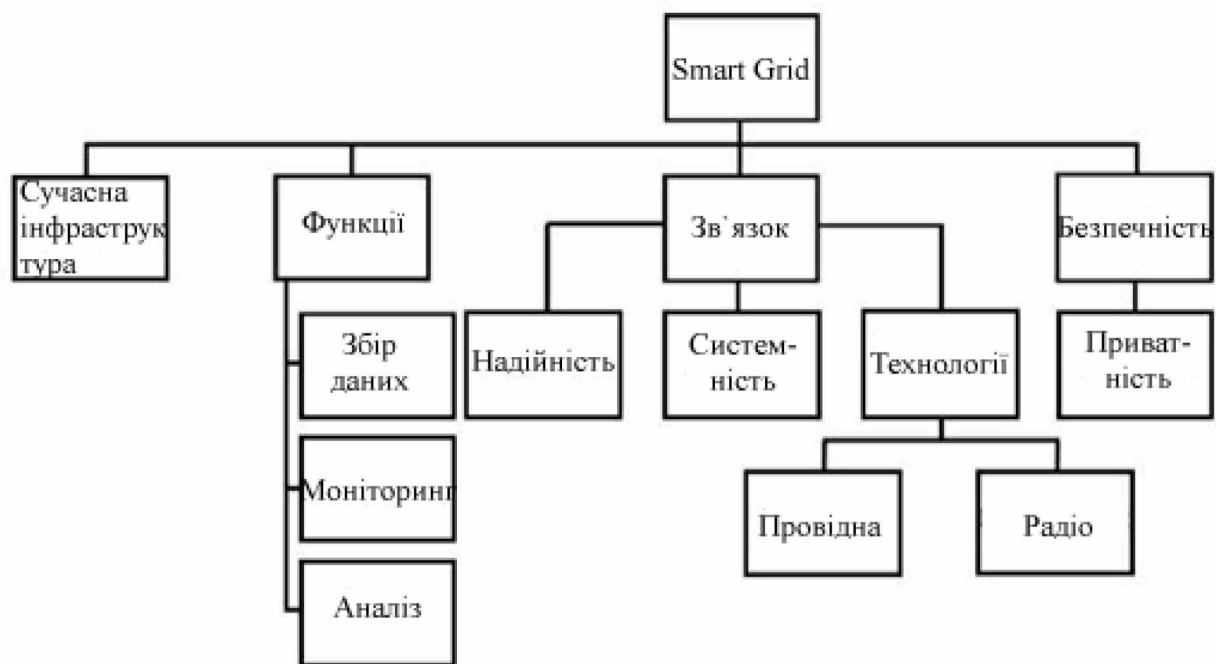 Smart Grid
Сучасна
інфраструк
тура
Функції
Зв`язок
Безпечність
Збір
даних
Надійність
Систем-
ність
Технології
Приват-
ність
Моніторинг
Провідна
Радіо
Аналіз